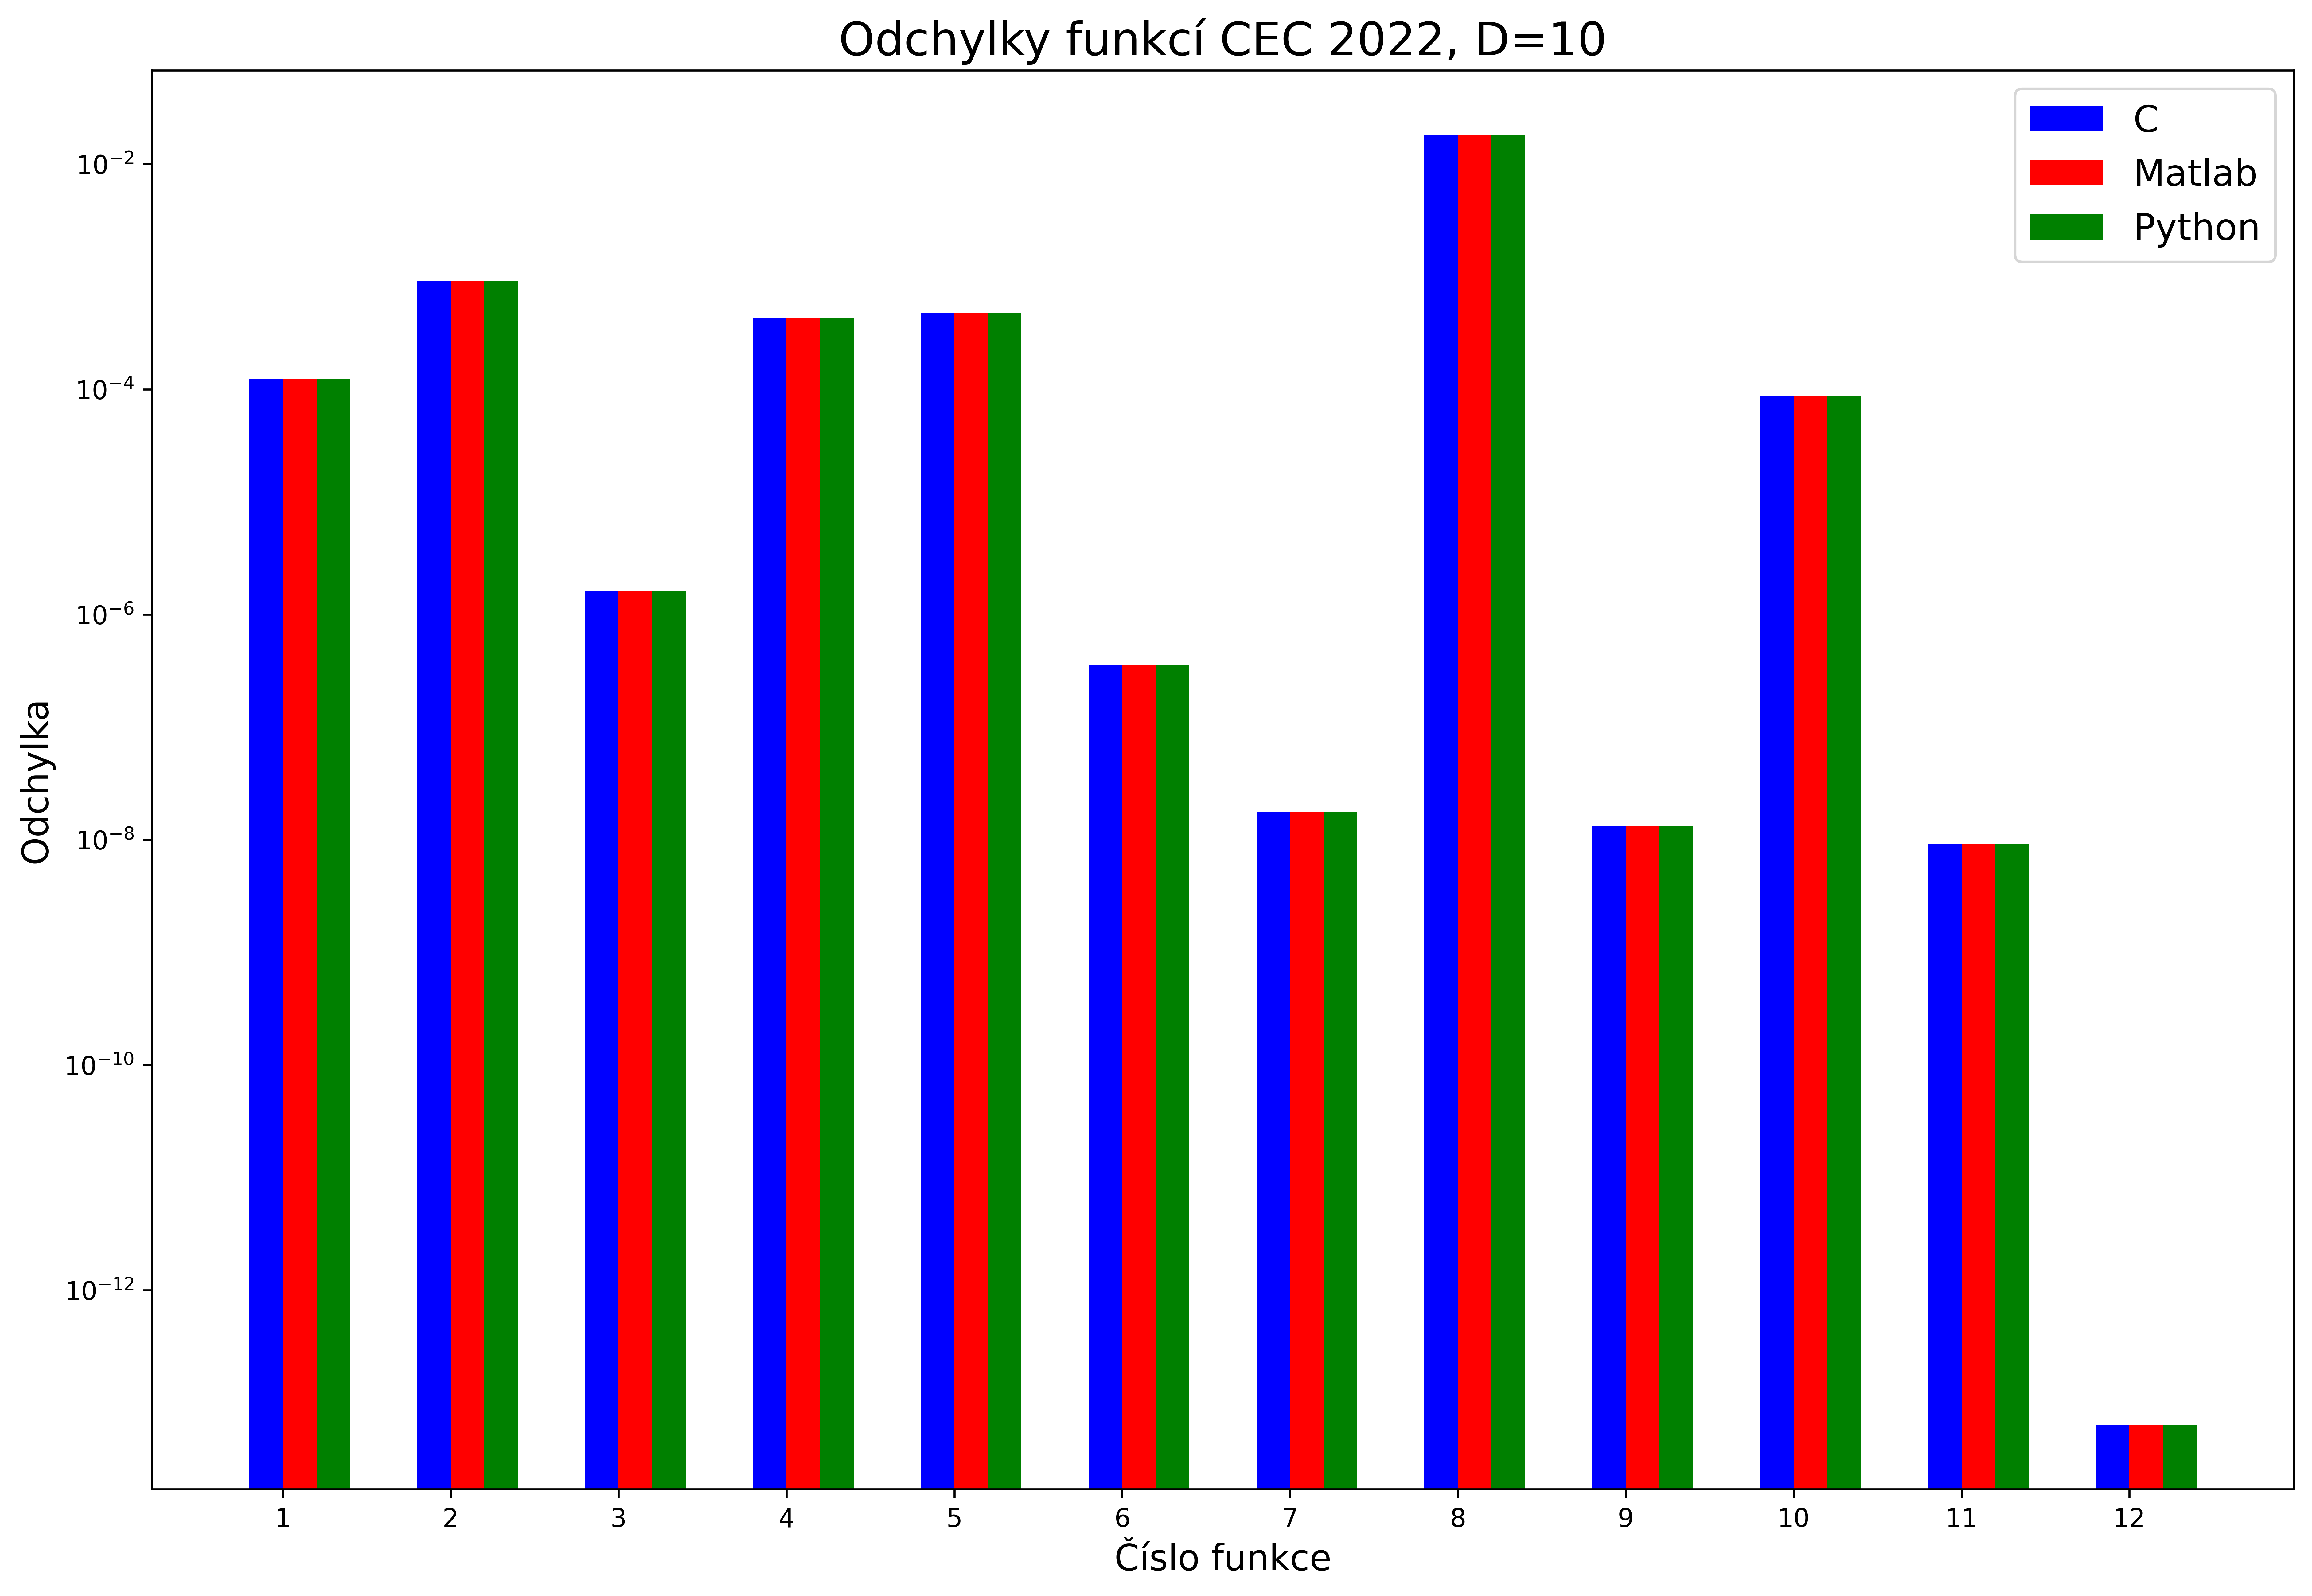 Odchylky funkcí CEC 2022, D=10
C
Matlab
Python
Odchylka
10⁻²
10⁻⁴
10⁻⁶
10⁻⁸
10⁻¹⁰
10⁻¹²
1 2 3 4 5 6 7 8 9 10 11 12
Číslo funkce